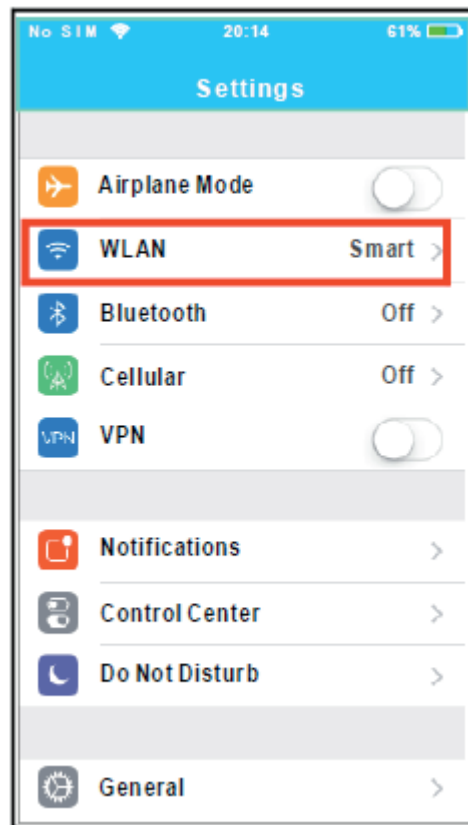 No SIM 20:14 61%
Settings
Airplane Mode
WLAN Smart
Bluetooth Off
Cellular Off
VPN VPN
Notifications
Control Center
Do Not Disturb
General